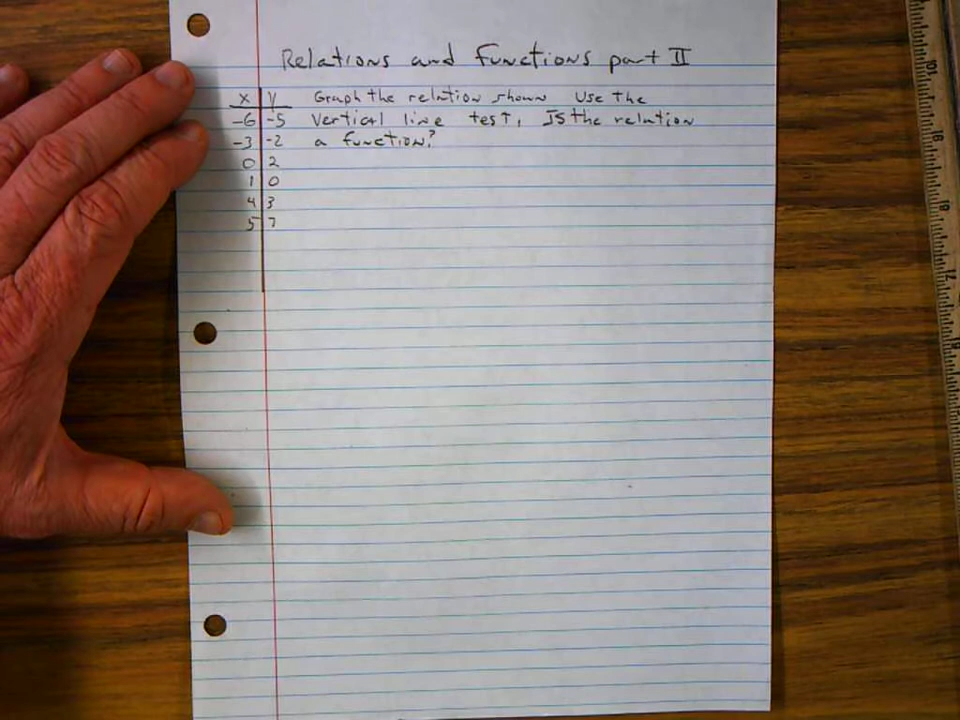 Relations and Functions part II
X Y Graph the relation shown Use the
-6 -5 vertical line test, Is the relation
-3 -2 a function?
0 2
1 0
4 3
5 7